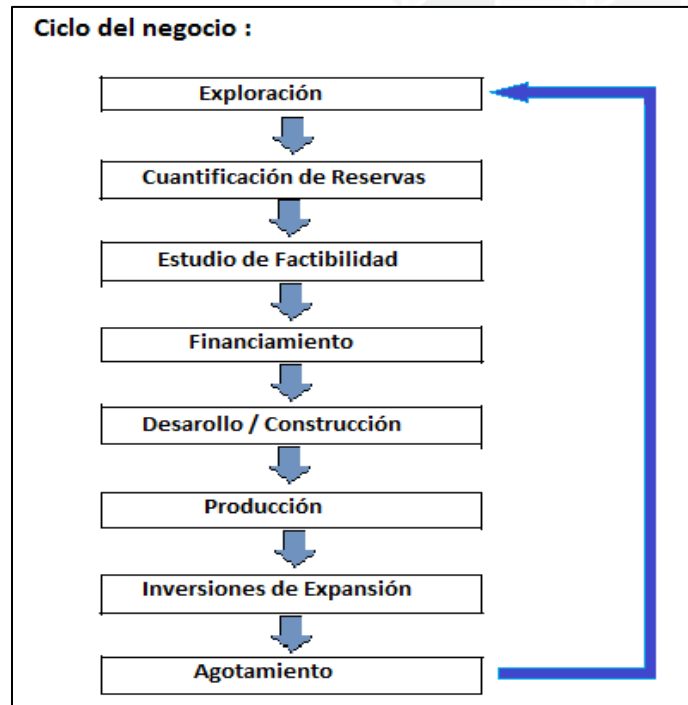 Ciclo del negocio :
Exploración
Cuantificación de Reservas
Estudio de Factibilidad
Financiamiento
Desarollo / Construcción
Producción
Inversiones de Expansión
Agotamiento